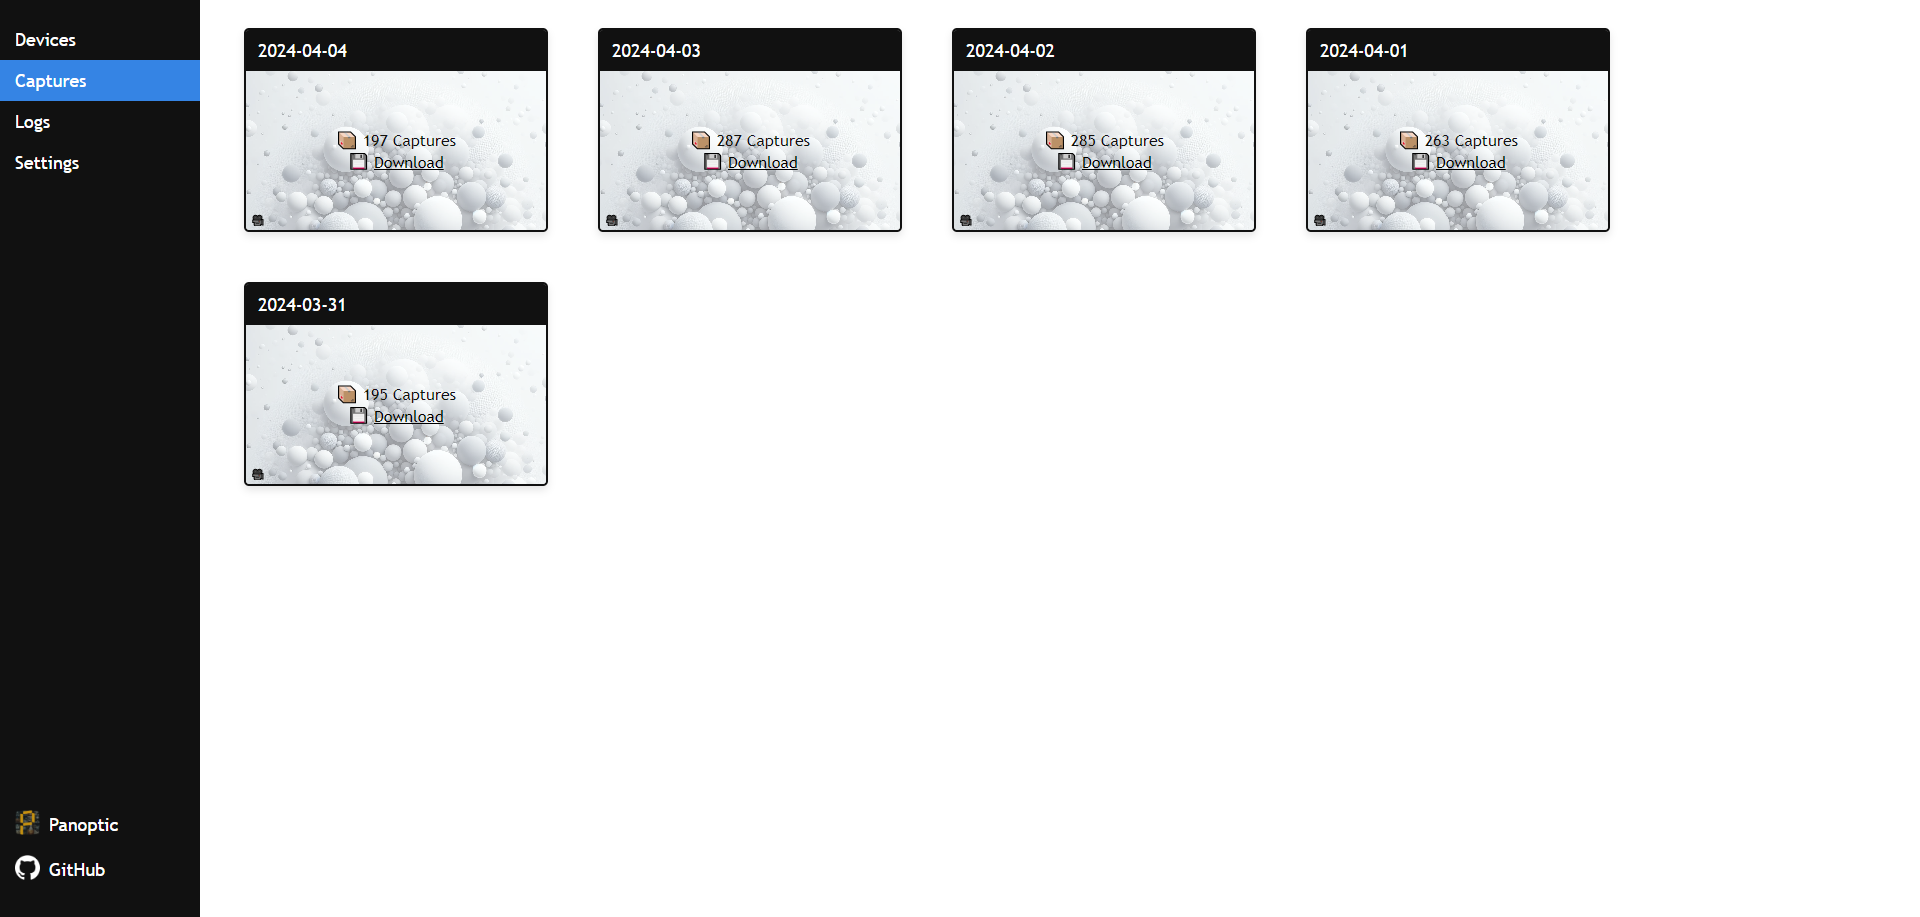 Devices
Captures
Logs
Settings
Panoptic
GitHub
2024-04-04
197 Captures
Download
2024-04-03
287 Captures
Download
2024-04-02
285 Captures
Download
2024-04-01
263 Captures
Download
2024-03-31
195 Captures
Download